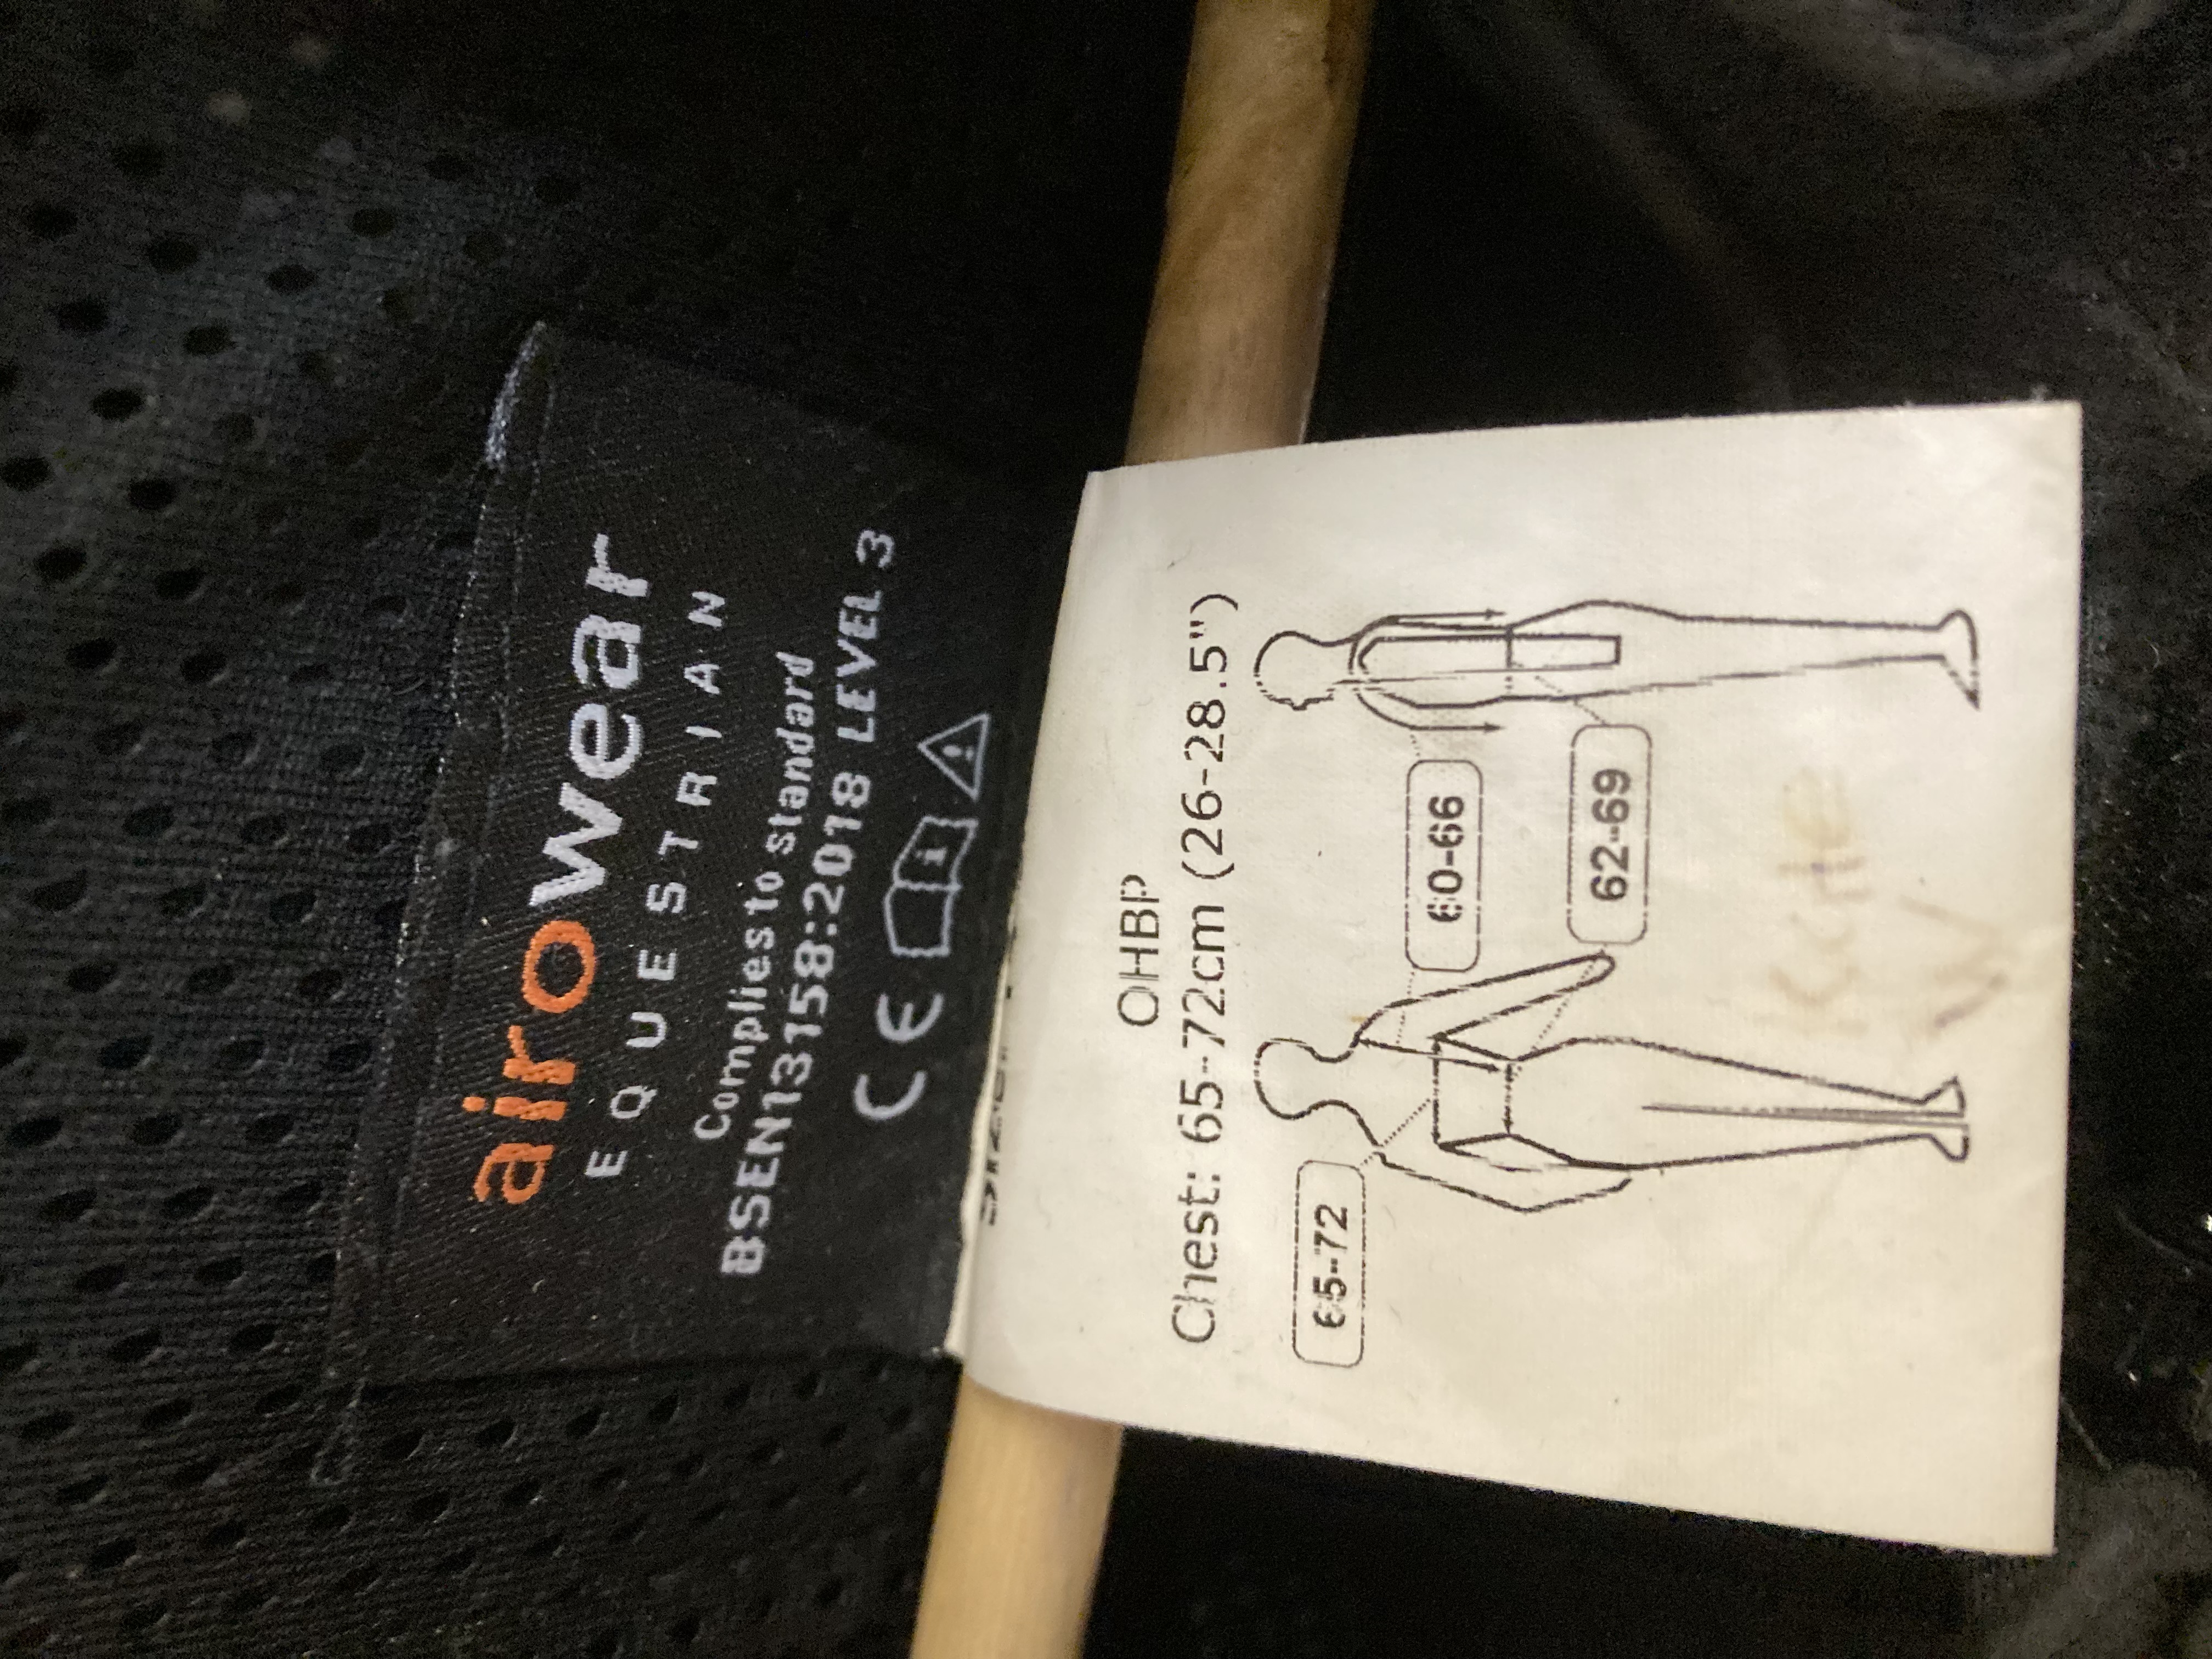 airowear
EQUESTRIAN
Complies to standard
BSEN13158:2018 LEVEL 3
CE
OHBP
Chest: 65-72cm (26-28.5")
65-72
60-66
62-69